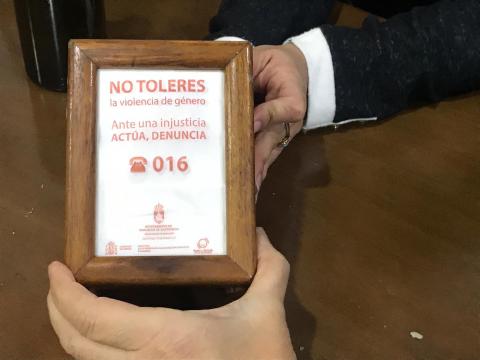 NO TOLERES
la violencia de género
Ante una injusticia
ACTÚA, DENUNCIA
016